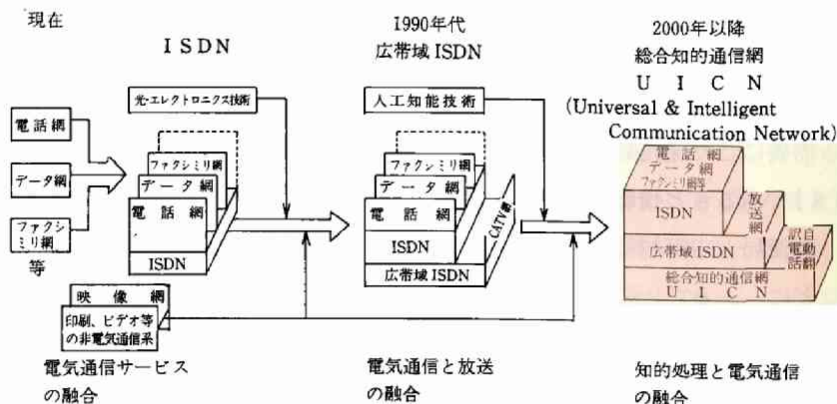 現在
ISDN
1990年代
広帯域ISDN
2000年以降
総合知的通信網
UICN
(Universal & Intelligent
Communication Network)
光・エレクトロニクス技術
人工知能技術
電話網
データ網
ファクシ
ミリ網
等
ファクシミリ網
データ網
電話網
ISDN
映像網
印刷、ビデオ等
の非電気通信系
ファクシミリ網
データ網
電話網
ISDN
広帯域ISDN
CATV網
電話網
データ網
ファクシミリ網等
ISDN
放送網
広帯域ISDN
自動翻
訳電話
総合知的通信網
UICN
電気通信サービス
の融合
電気通信と放送
の融合
知的処理と電気通信
の融合